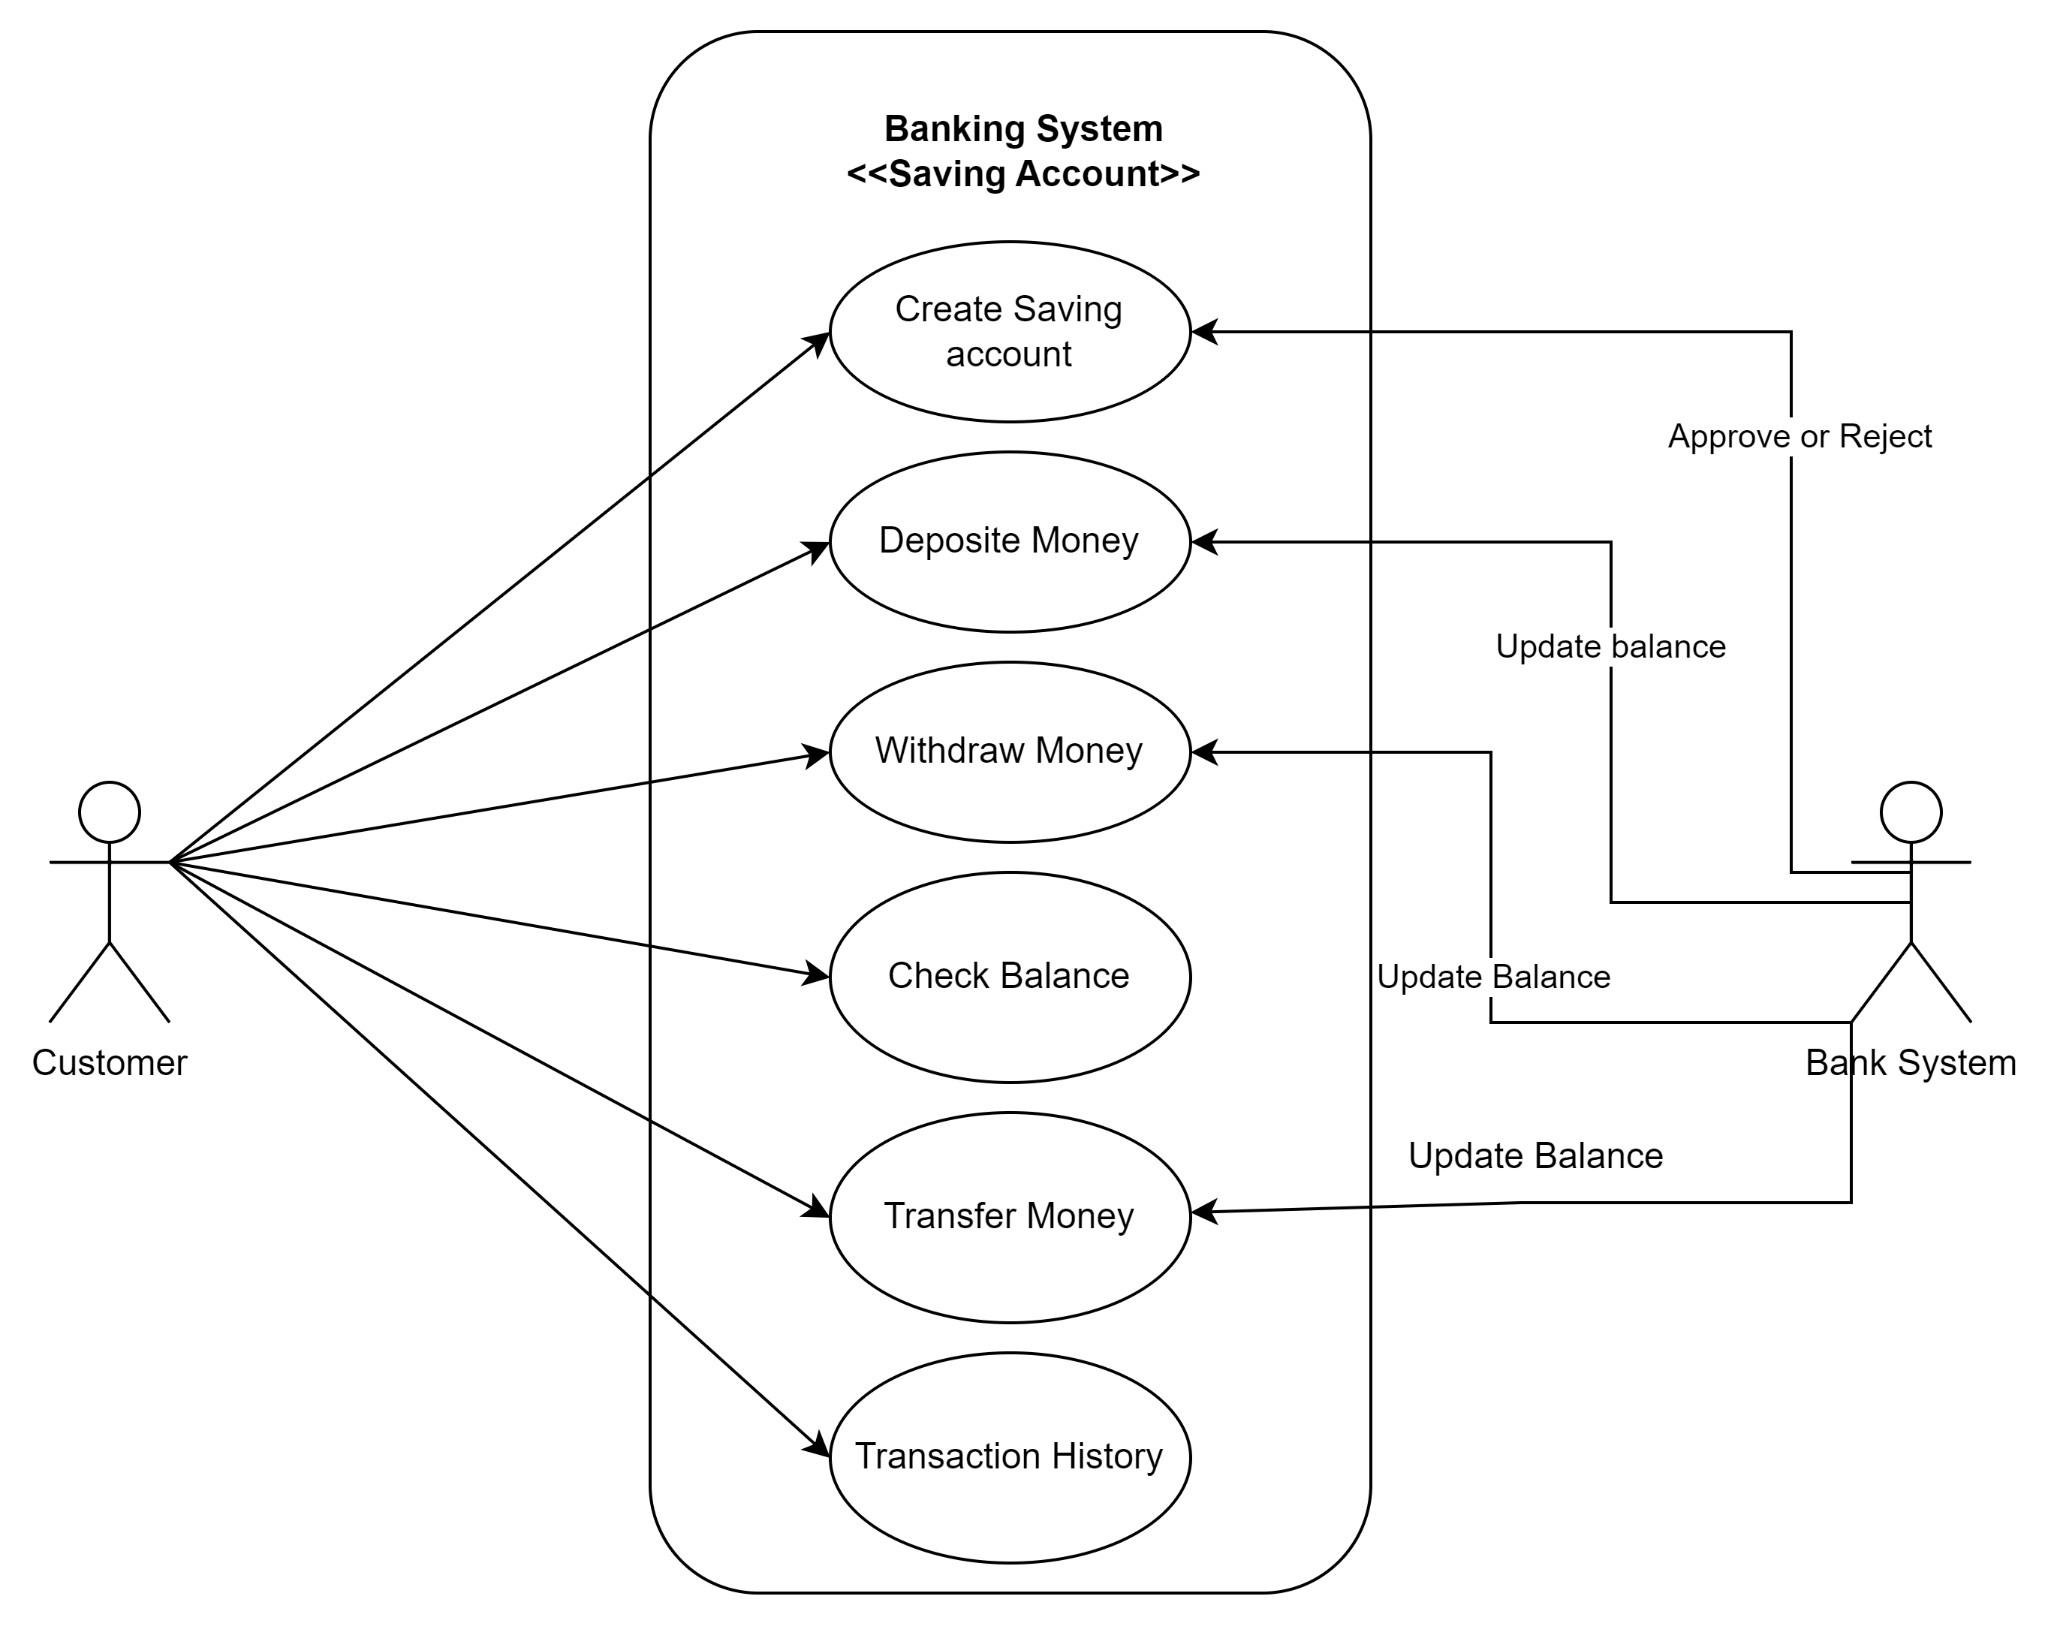 Banking System
<<Saving Account>>
Create Saving
account
Approve or Reject
Deposite Money
Update balance
Withdraw Money
Check Balance
Update Balance
Customer
Bank System
Update Balance
Transfer Money
Transaction History